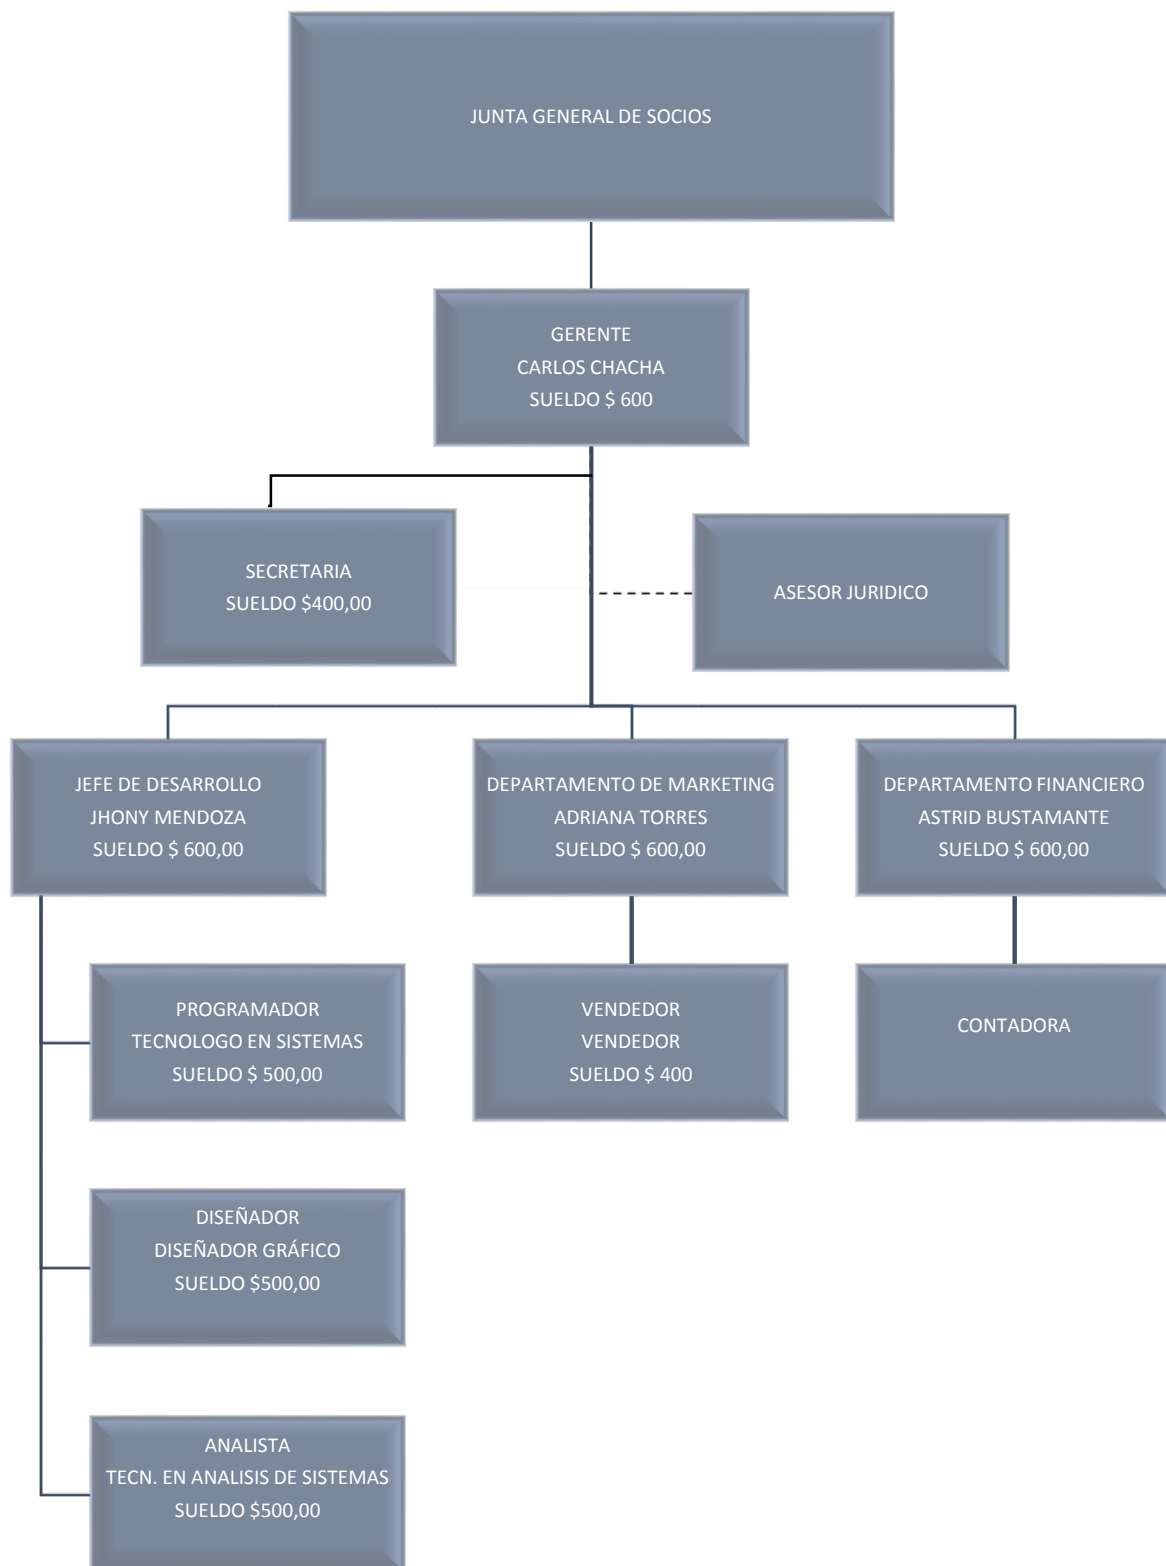 JUNTA GENERAL DE SOCIOS
GERENTE
CARLOS CHACHA
SUELDO $ 600
SECRETARIA
SUELDO $400,00
ASESOR JURIDICO
JEFE DE DESARROLLO
JHONY MENDOZA
SUELDO $ 600,00
DEPARTAMENTO DE MARKETING
ADRIANA TORRES
SUELDO $ 600,00
DEPARTAMENTO FINANCIERO
ASTRID BUSTAMANTE
SUELDO $ 600,00
PROGRAMADOR
TECNOLOGO EN SISTEMAS
SUELDO $ 500,00
VENDEDOR
VENDEDOR
SUELDO $ 400
CONTADORA
DISEÑADOR
DISEÑADOR GRÁFICO
SUELDO $500,00
ANALISTA
TECN. EN ANALISIS DE SISTEMAS
SUELDO $500,00